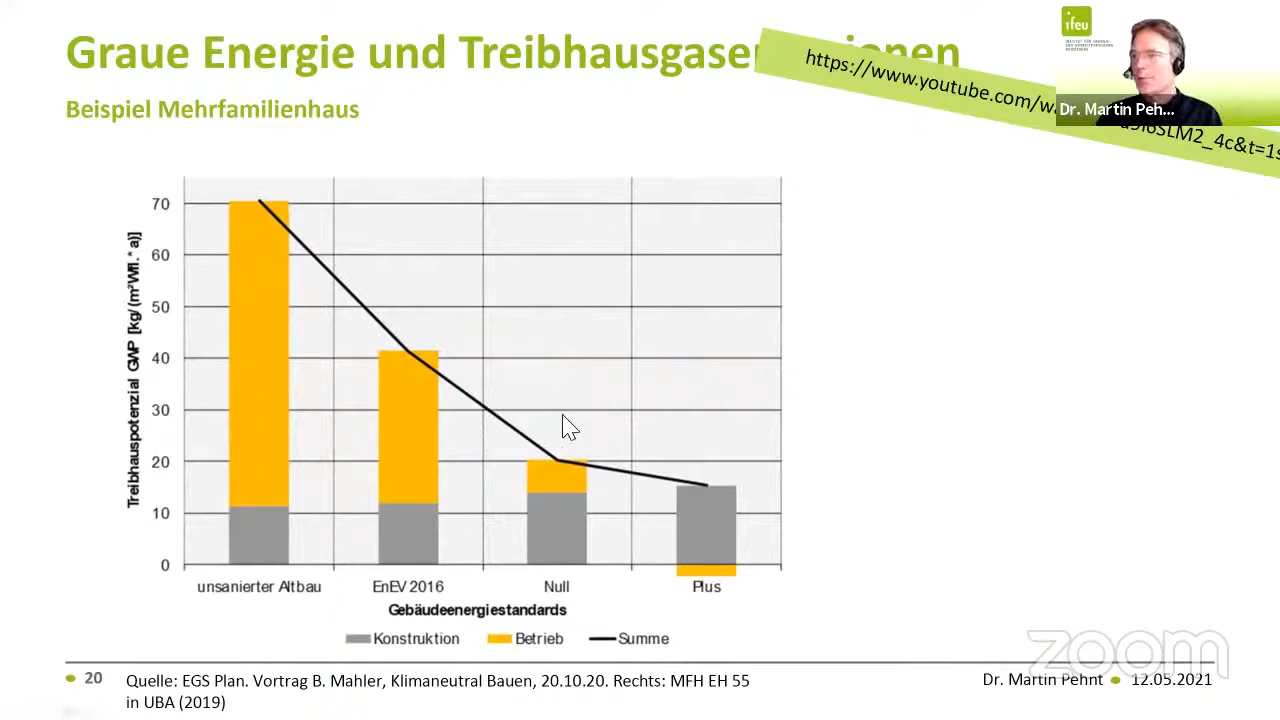 Graue Energie und Treibhausgase
Beispiel Mehrfamilienhaus
https://www.youtube.com/w
SLM2_4c&t=1s
ifeu
Dr. Martin Peh...
Treibhauspotenzial GWP [kg/(m²Wfl.*a)]
70
60
50
40
30
20
10
0
unsanierter Altbau
EnEV 2016
Null
Plus
Gebäudeenergiestandards
Konstruktion
Betrieb
Summe
zoom
20
Quelle: EGS Plan. Vortrag B. Mahler, Klimaneutral Bauen, 20.10.20. Rechts: MFH EH 55
in UBA (2019)
Dr. Martin Pehnt
12.05.2021